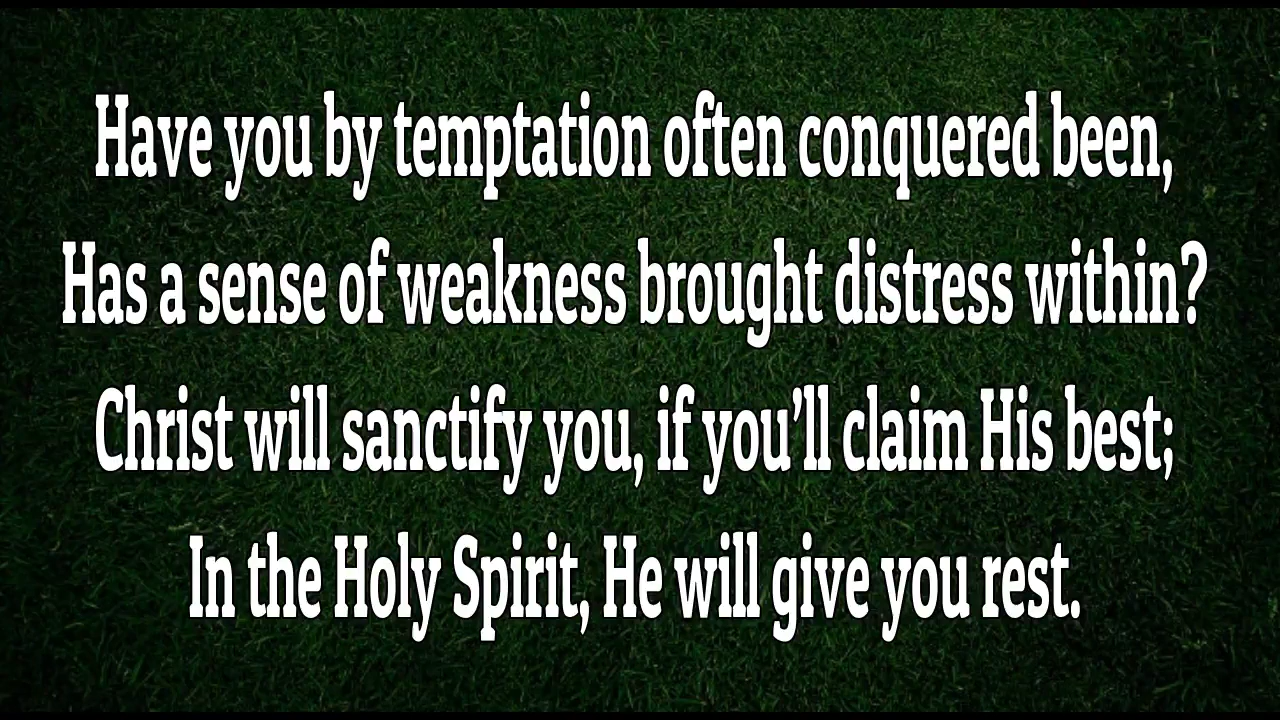 Have you by temptation often conquered been,
Has a sense of weakness brought distress within?
Christ will sanctify you, if you’ll claim His best;
In the Holy Spirit, He will give you rest.